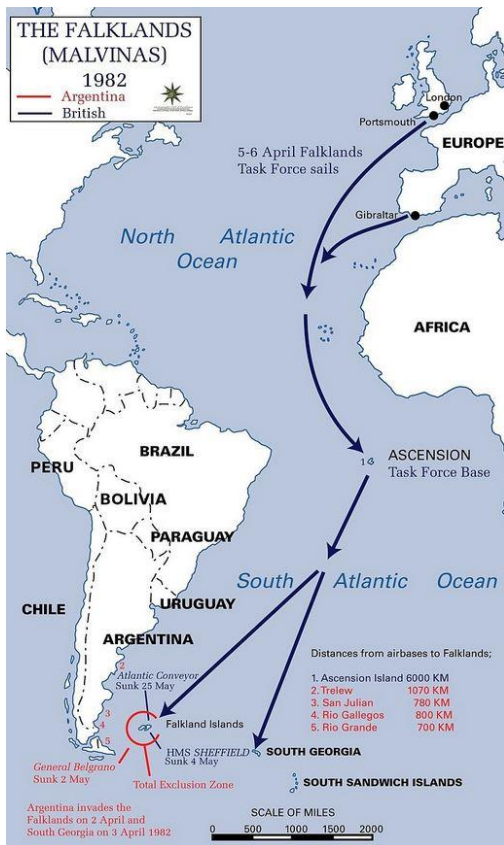 THE FALKLANDS
(MALVINAS)
1982
Argentina
British
London
Portsmouth
EUROPE
5-6 April Falklands
Task Force sails
Gibraltar
North Atlantic
Ocean
AFRICA
BRAZIL
PERU
ASCENSION
1
Task Force Base
BOLIVIA
PARAGUAY
South Atlantic Ocean
CHILE
URUGUAY
ARGENTINA
Distances from airbases to Falklands;
1. Ascension Island 6000 KM
2. Trelew 1070 KM
3. San Julian 780 KM
4. Rio Gallegos 800 KM
5. Rio Grande 700 KM
2
Atlantic Conveyor
Sunk 25 May
3
4
5
Falkland Islands
HMS SHEFFIELD
Sunk 4 May
SOUTH GEORGIA
General Belgrano
Sunk 2 May
Total Exclusion Zone
SOUTH SANDWICH ISLANDS
Argentina invades the
Falklands on 2 April and
South Georgia on 3 April 1982
SCALE OF MILES
0 500 1000 1500 2000